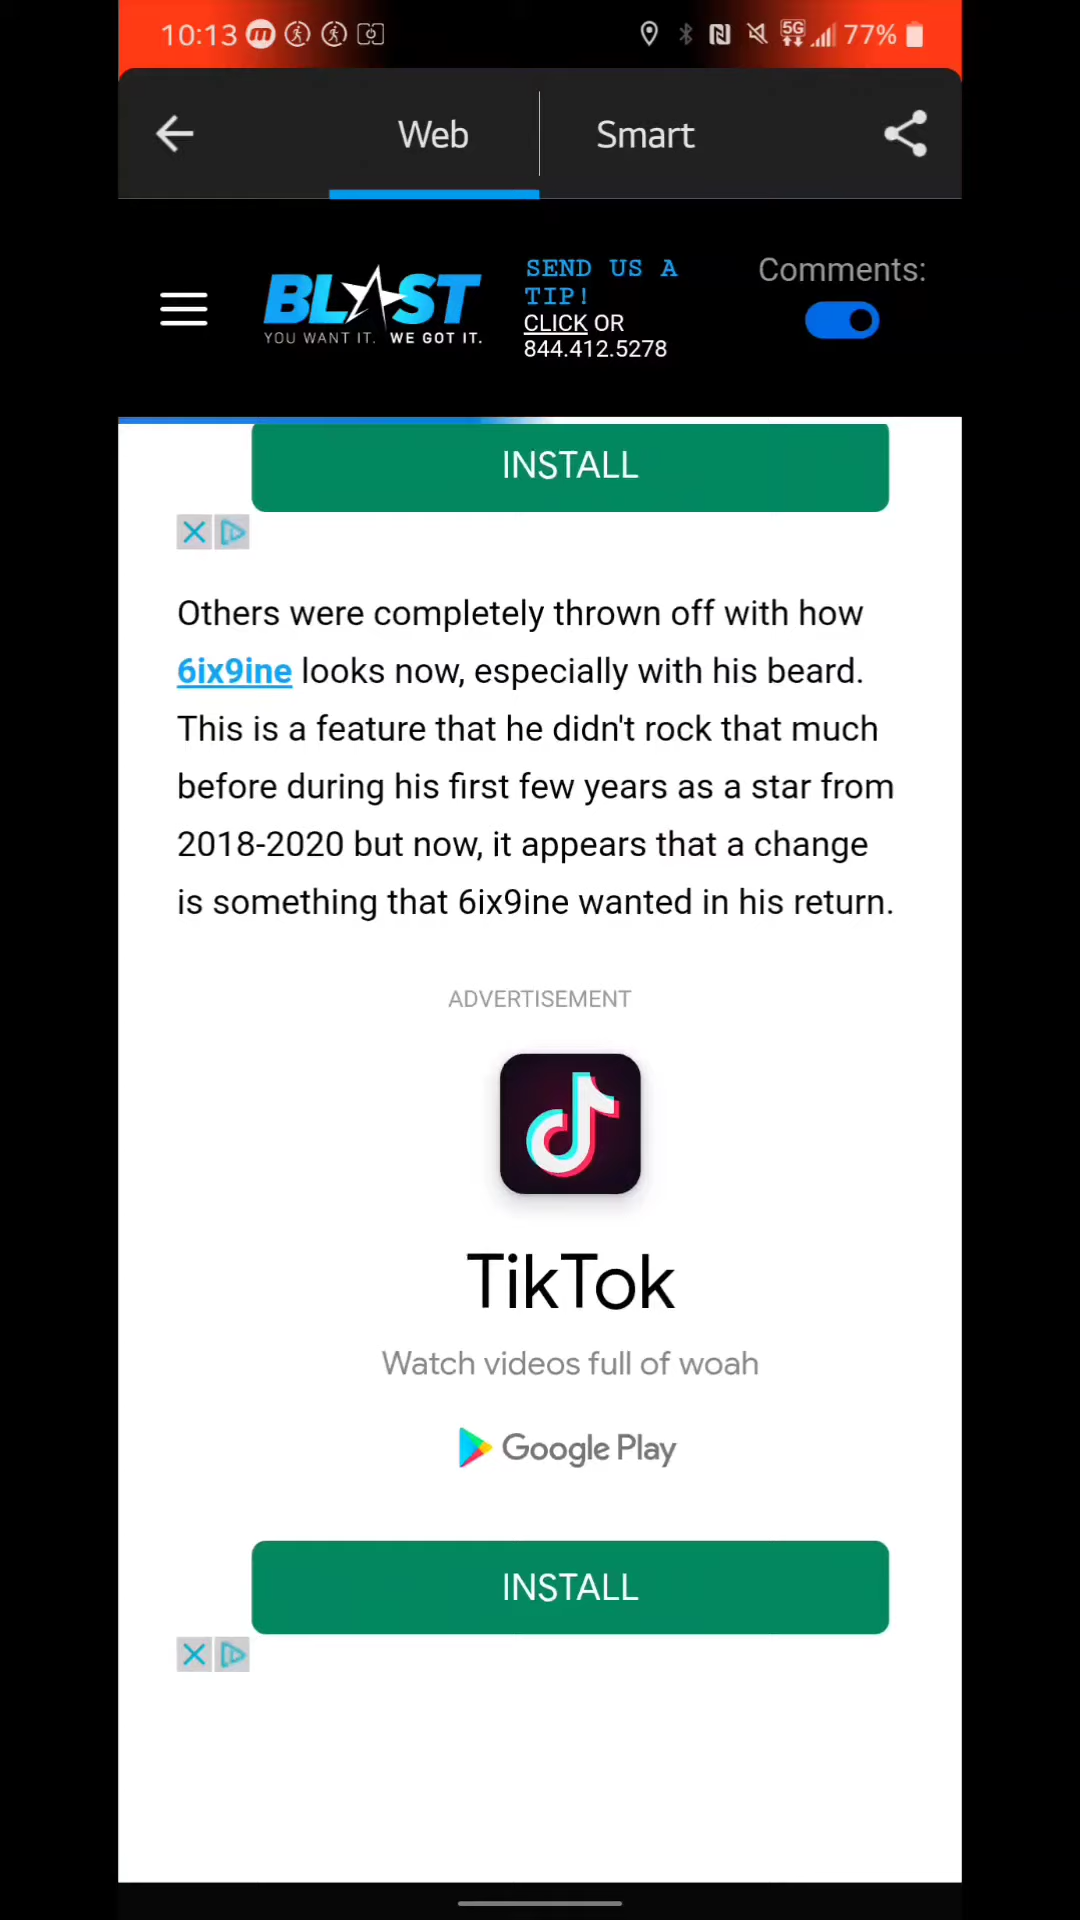 10:13
5G 77%
Web
Smart
BLAST
YOU WANT IT. WE GOT IT.
SEND US A
TIP!
CLICK OR
844.412.5278
Comments:
INSTALL
Others were completely thrown off with how
6ix9ine looks now, especially with his beard.
This is a feature that he didn't rock that much
before during his first few years as a star from
2018-2020 but now, it appears that a change
is something that 6ix9ine wanted in his return.
ADVERTISEMENT
TikTok
Watch videos full of woah
Google Play
INSTALL